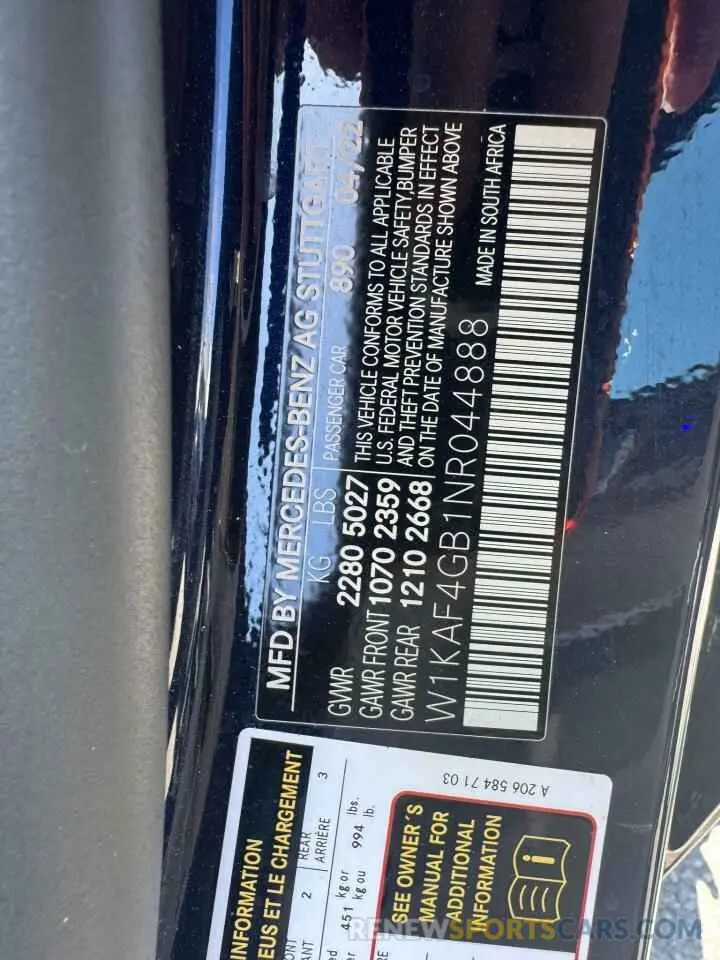 MFD BY MERCEDES-BENZ AG STUTTGART
KG LBS PASSENGER CAR 890 04/22
GVWR 2280 5027
GAWR FRONT 1070 2359
GAWR REAR 1210 2668
THIS VEHICLE CONFORMS TO ALL APPLICABLE
U.S. FEDERAL MOTOR VEHICLE SAFETY,BUMPER
AND THEFT PREVENTION STANDARDS IN EFFECT
ON THE DATE OF MANUFACTURE SHOWN ABOVE
W1KAF4GB1NR044888 MADE IN SOUTH AFRICA
INFORMATION
EUS ET LE CHARGEMENT
2 REAR 3
ARRIÈRE
451 kg or 994 lbs.
kg ou lb.
A 206 584 71 03
SEE OWNER´S
MANUAL FOR
ADDITIONAL
INFORMATION
RENEWSPORTSCARS.COM